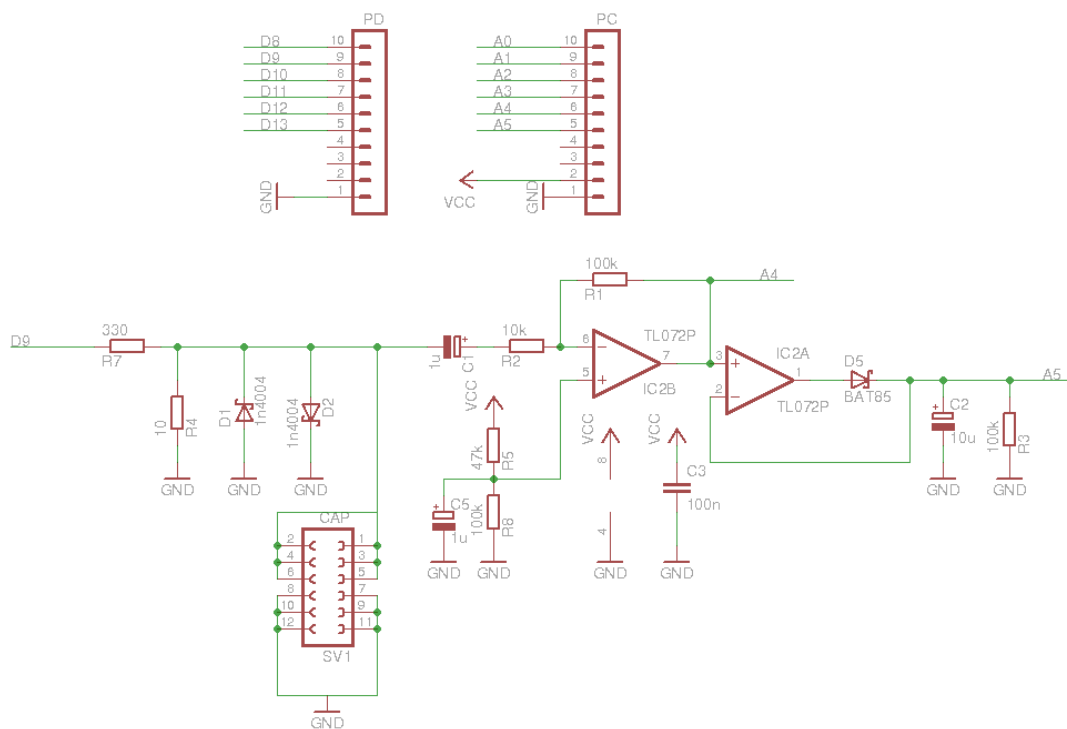 PD
PC
D8 10
D9 9
D10 8
D11 7
D12 6
D13 5
4
3
2
1
GND
A0 10
A1 9
A2 8
A3 7
A4 6
A5 5
4
3
2
1
VCC
GND
100k
R1
A4
D9
330
R7
1u
C1
10k
R2
6
5
7
TL072P
IC2B
3
2
1
IC2A
TL072P
D5
BAT85
A5
10
R4
D1
1n4004
1n4004
D2
VCC
47k
R5
VCC
8
4
VCC
C3
100n
C2
10u
100k
R3
GND
GND
GND
GND
GND
C5
1u
100k
R8
GND
GND
GND
GND
CAP
2 1
4 3
6 5
8 7
10 9
12 11
SV1
GND